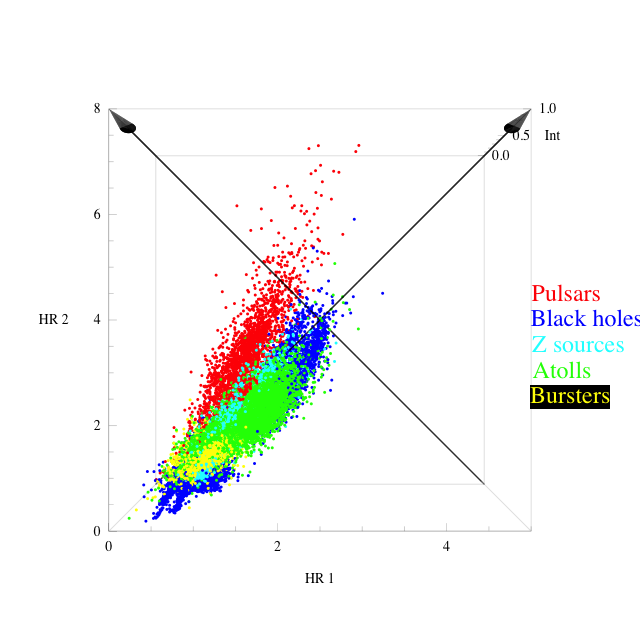 8
1.0
0.5 Int
0.0
6
Pulsars
Black holes
HR 2
4
Z sources
Atolls
Bursters
2
0
0 2 4
HR 1